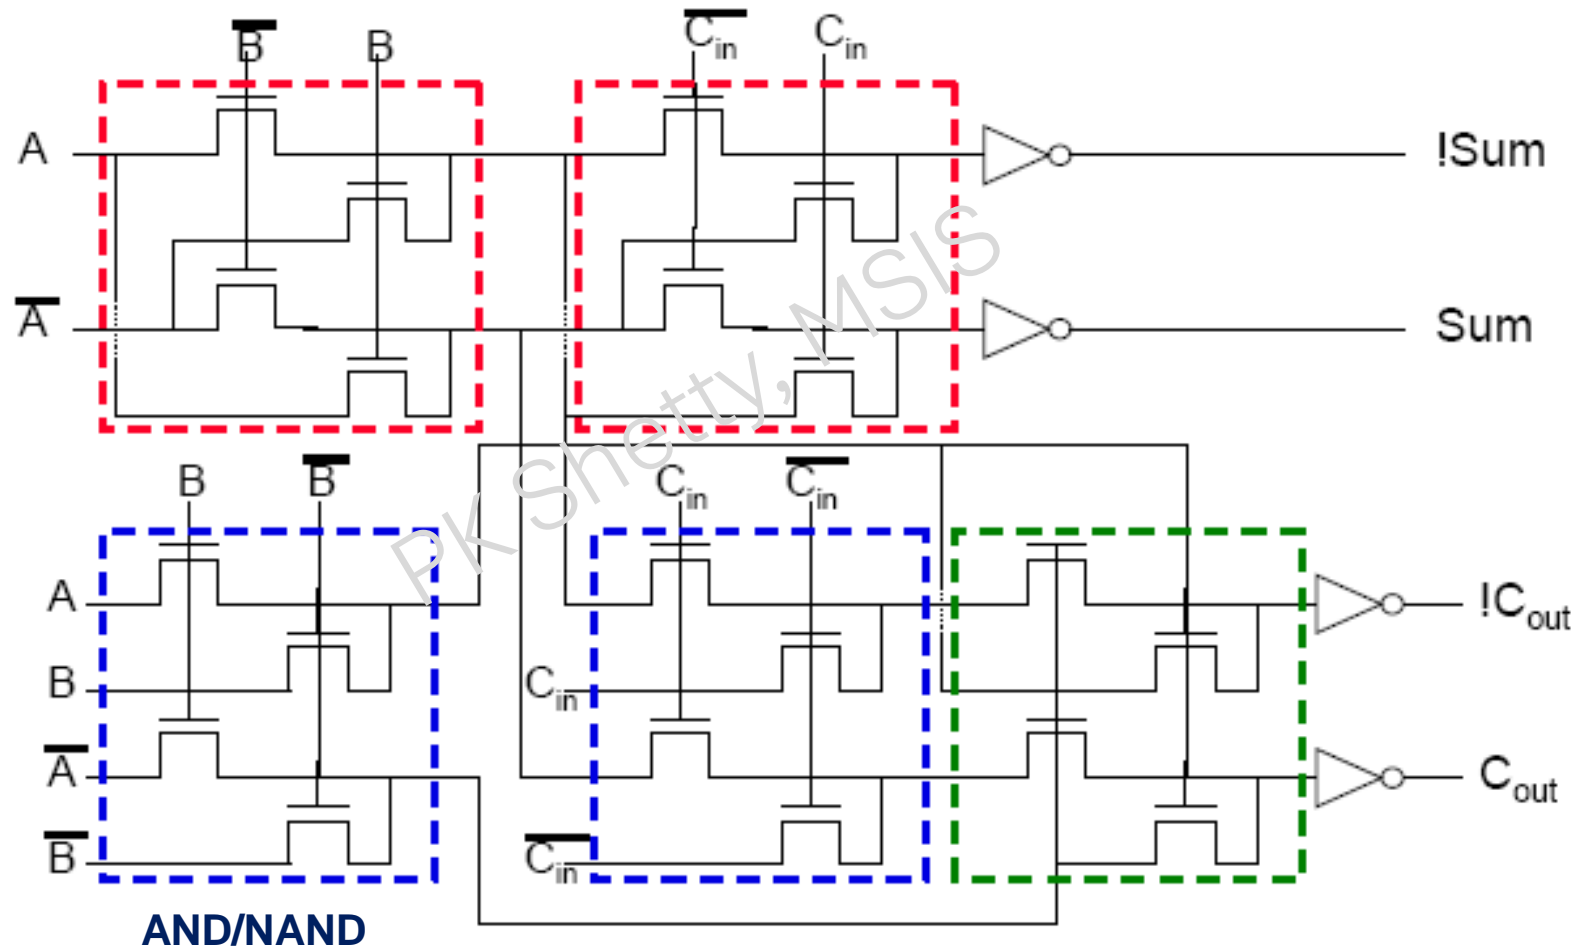 B̅ B C̅in Cin
A !Sum
A̅ Sum
B B̅ Cin C̅in
A !Cout
B Cin
A̅ Cout
B̅ C̅in
AND/NAND
PK Shetty, MSIS